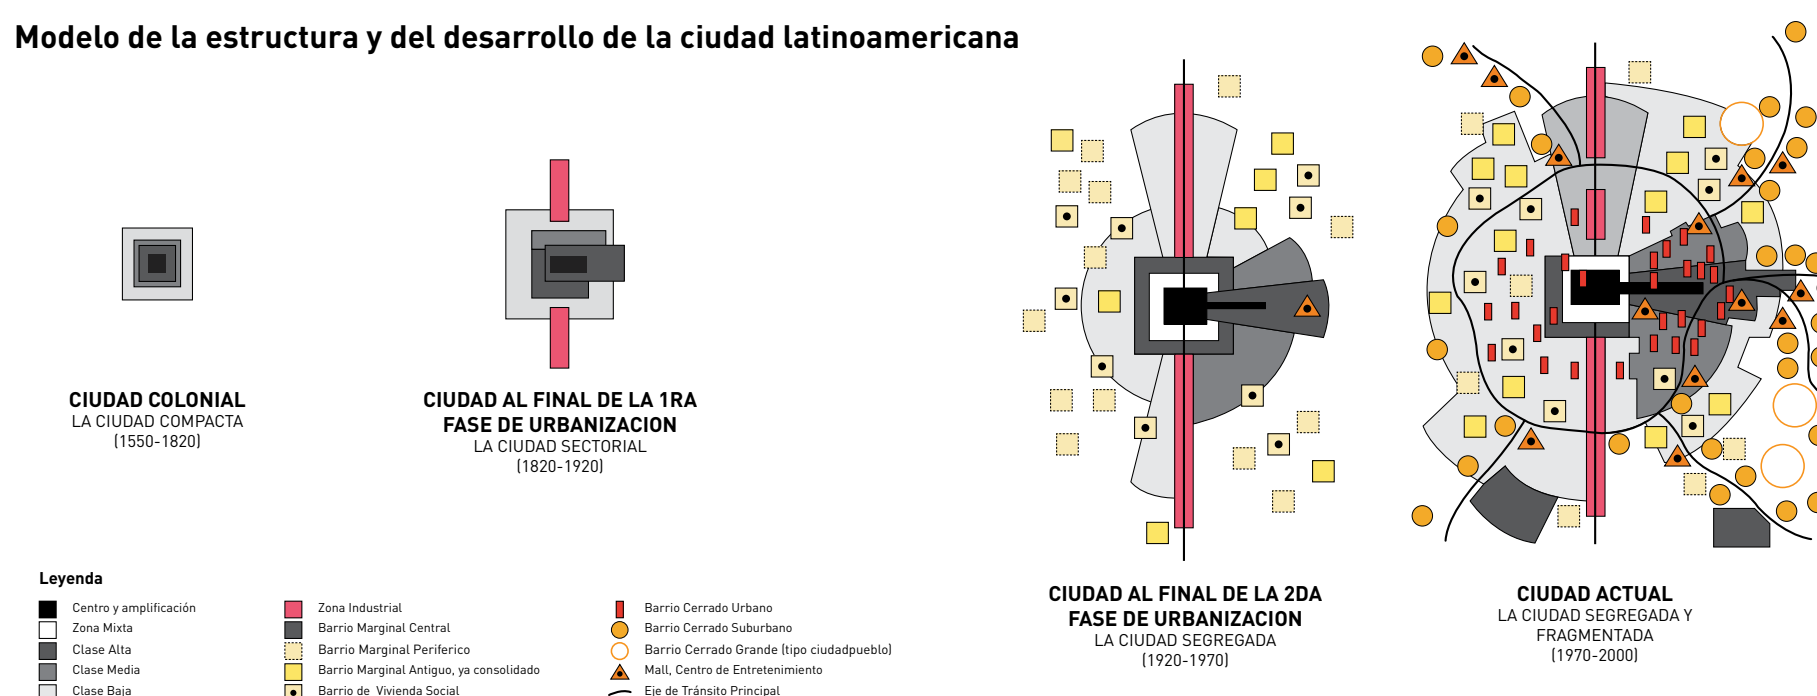 Modelo de la estructura y del desarrollo de la ciudad latinoamericana
CIUDAD COLONIAL
LA CIUDAD COMPACTA
(1550-1820)
CIUDAD AL FINAL DE LA 1RA
FASE DE URBANIZACION
LA CIUDAD SECTORIAL
(1820-1920)
CIUDAD AL FINAL DE LA 2DA
FASE DE URBANIZACION
LA CIUDAD SEGREGADA
(1920-1970)
CIUDAD ACTUAL
LA CIUDAD SEGREGADA Y
FRAGMENTADA
(1970-2000)
Leyenda
Centro y amplificación
Zona Mixta
Clase Alta
Clase Media
Clase Baja
Zona Industrial
Barrio Marginal Central
Barrio Marginal Periferico
Barrio Marginal Antiguo, ya consolidado
Barrio de Vivienda Social
Barrio Cerrado Urbano
Barrio Cerrado Suburbano
Barrio Cerrado Grande (tipo ciudadpueblo)
Mall, Centro de Entretenimiento
Eje de Tránsito Principal